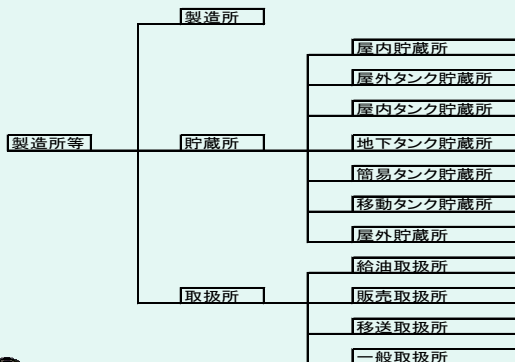 製造所
屋内貯蔵所
屋外タンク貯蔵所
屋内タンク貯蔵所
製造所等
貯蔵所
地下タンク貯蔵所
簡易タンク貯蔵所
移動タンク貯蔵所
屋外貯蔵所
給油取扱所
取扱所
販売取扱所
移送取扱所
一般取扱所